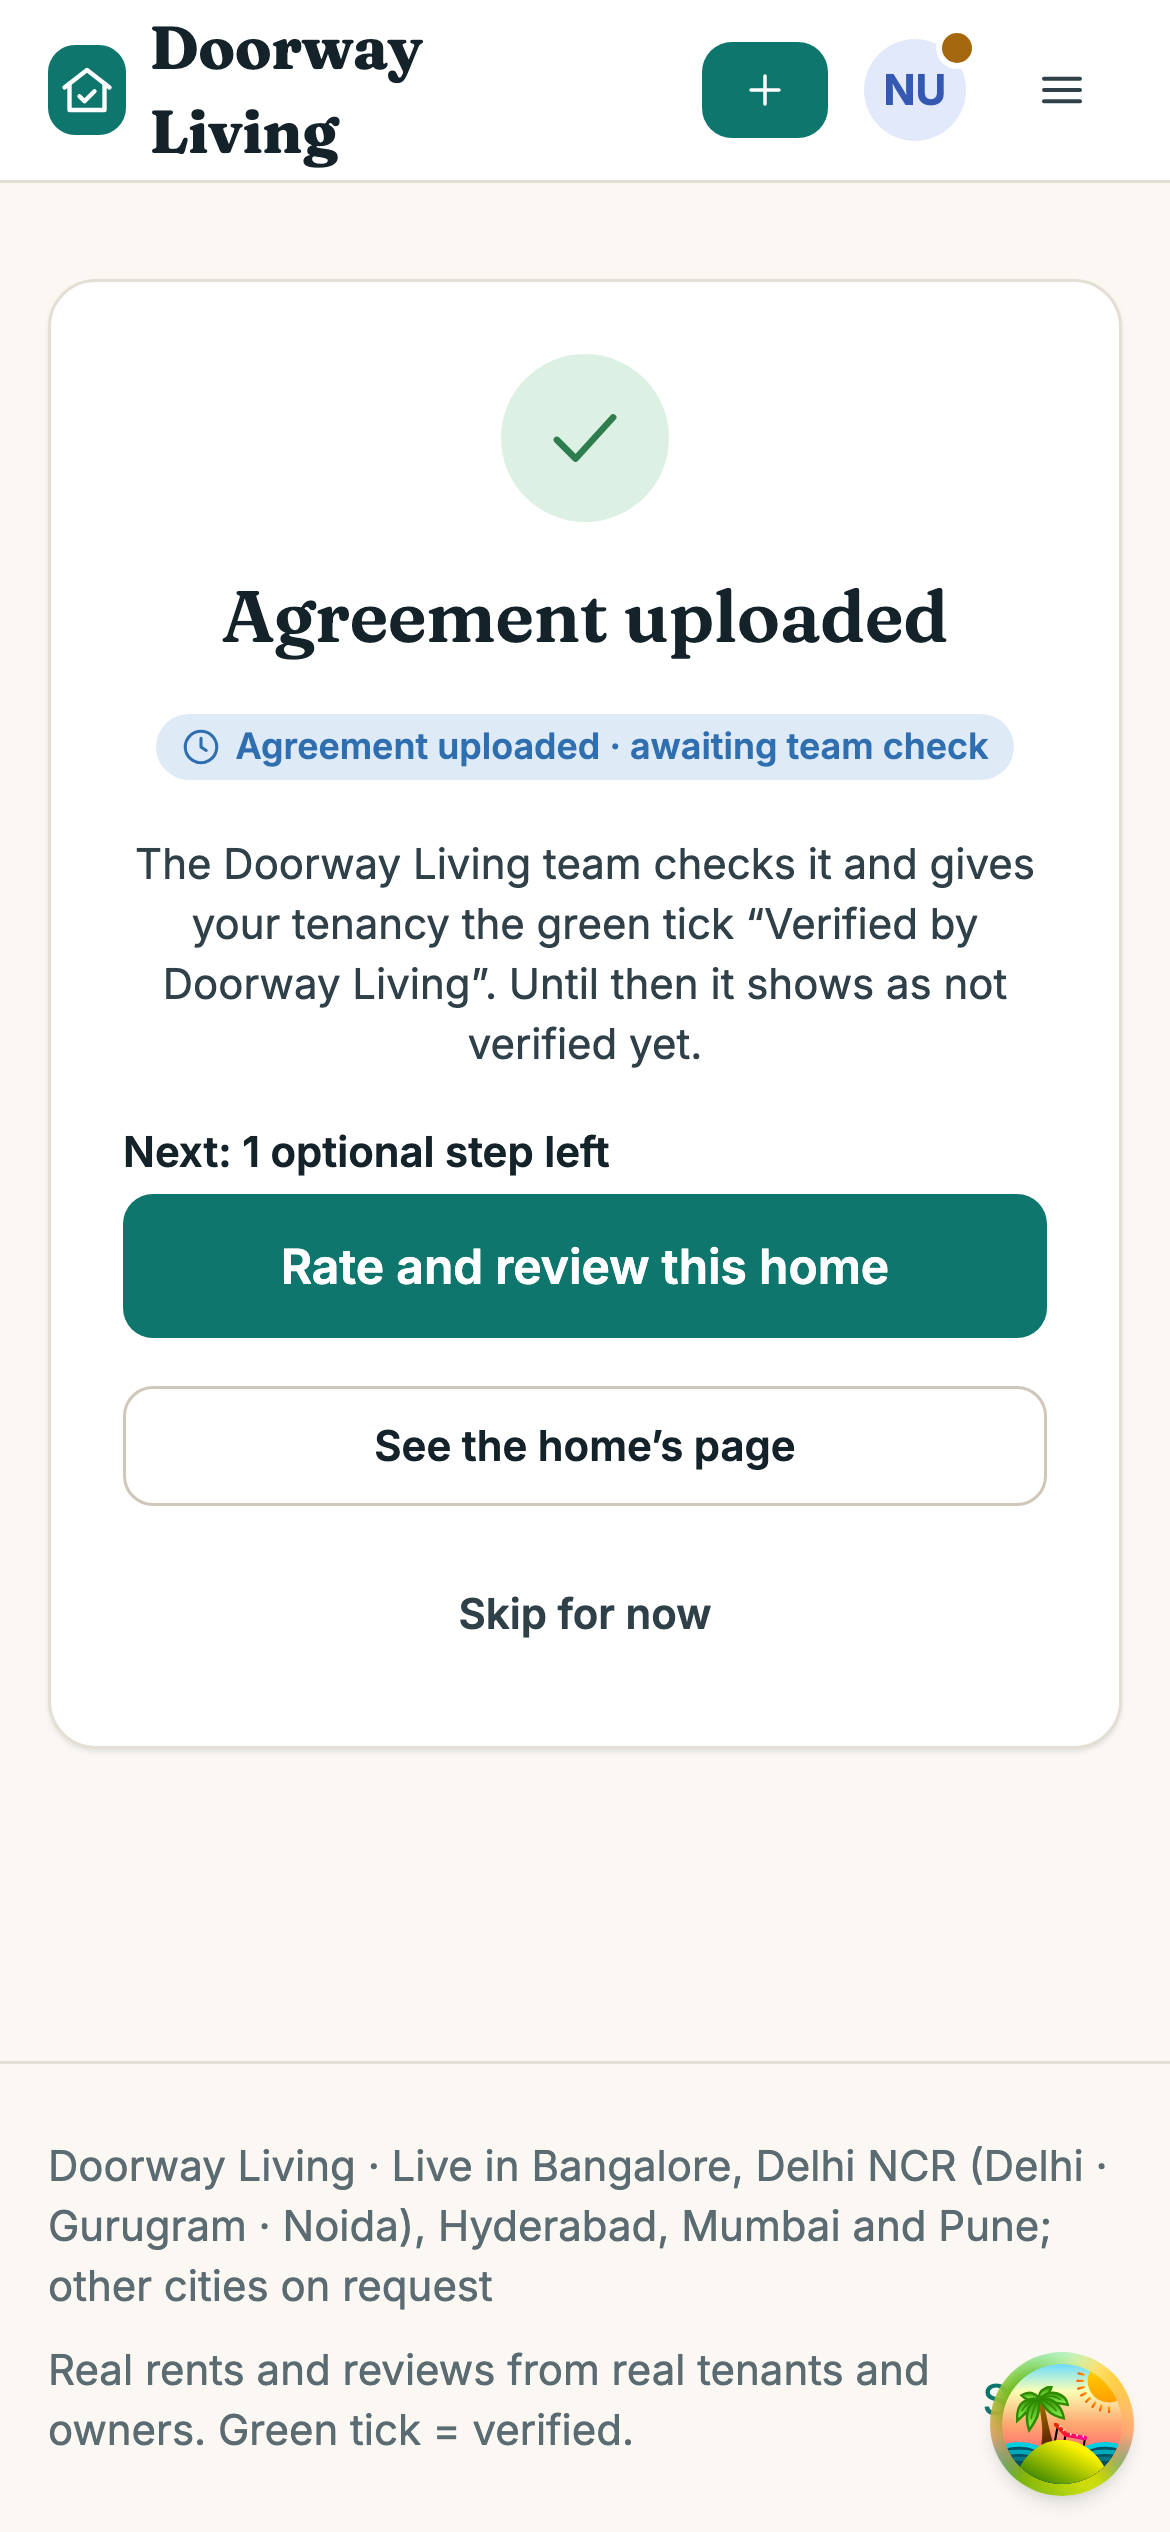 Doorway
Living
NU
Agreement uploaded
Agreement uploaded · awaiting team check
The Doorway Living team checks it and gives
your tenancy the green tick “Verified by
Doorway Living”. Until then it shows as not
verified yet.
Next: 1 optional step left
Rate and review this home
See the home’s page
Skip for now
Doorway Living · Live in Bangalore, Delhi NCR (Delhi ·
Gurugram · Noida), Hyderabad, Mumbai and Pune;
other cities on request
Real rents and reviews from real tenants and
owners. Green tick = verified.